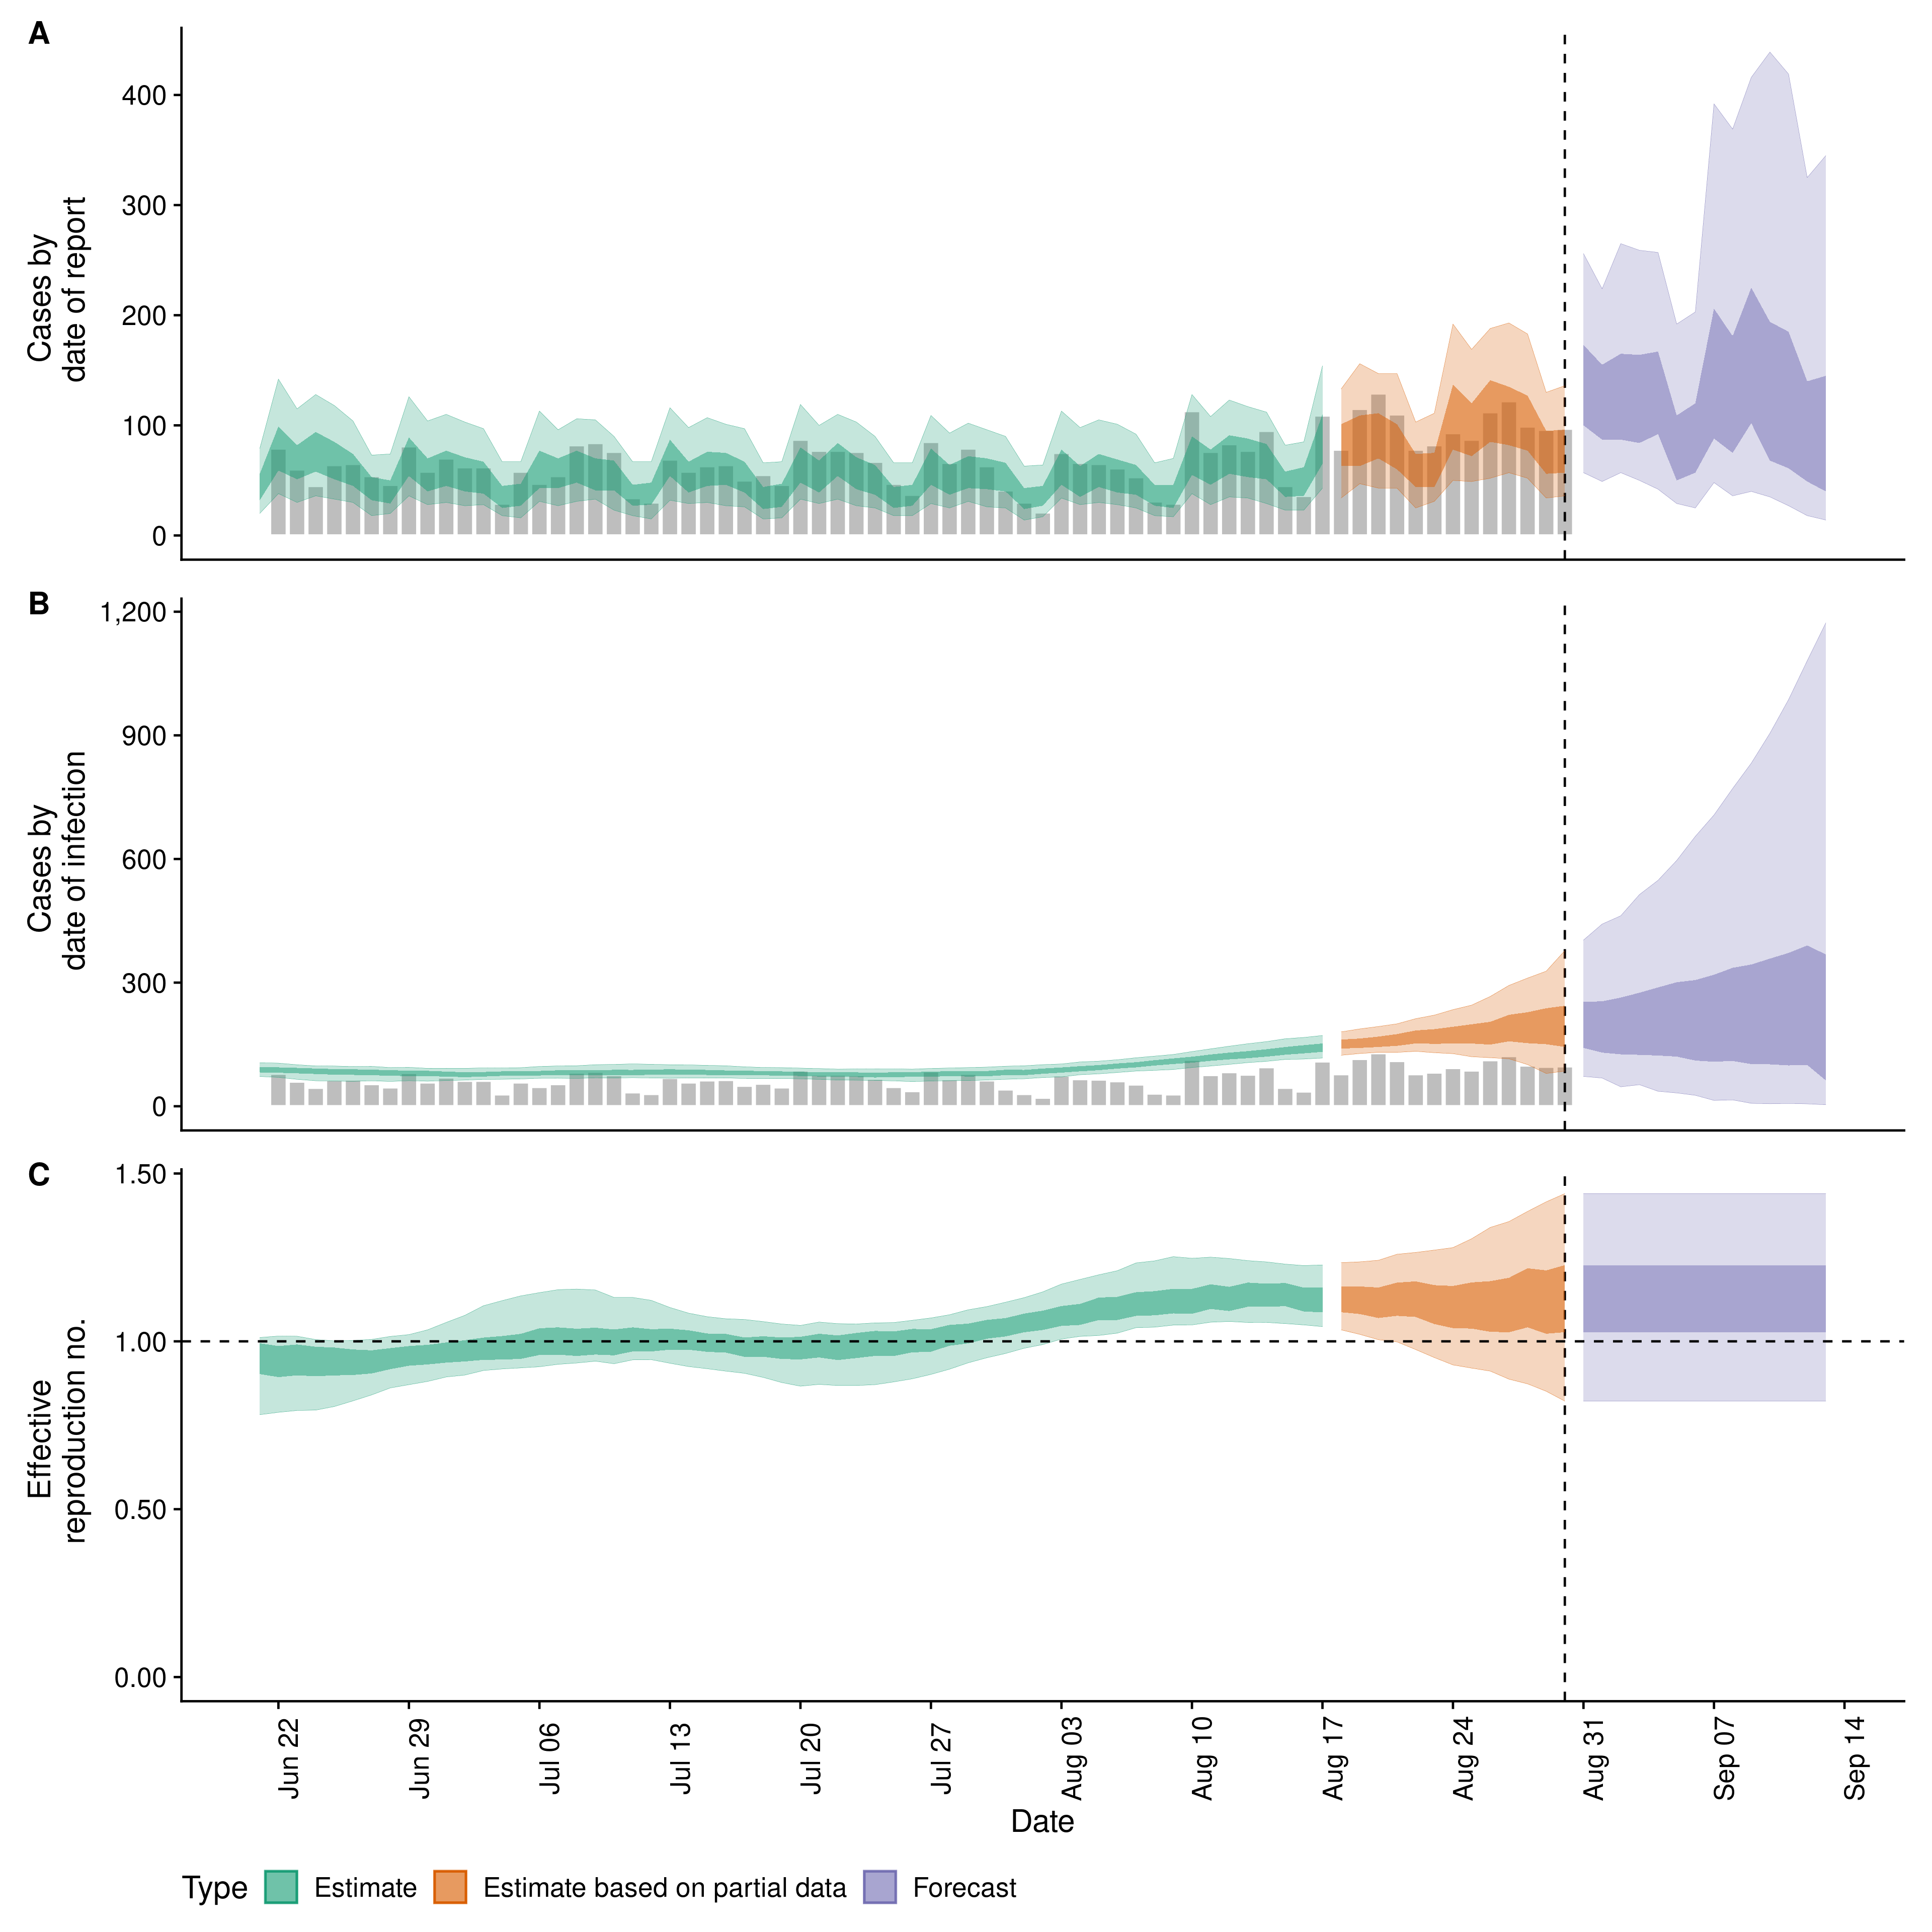 A
Cases by
date of report
400
300
200
100
0
B
Cases by
date of infection
1,200
900
600
300
0
C
Effective
reproduction no.
1.50
1.00
0.50
0.00
Jun 22
Jun 29
Jul 06
Jul 13
Jul 20
Jul 27
Aug 03
Aug 10
Aug 17
Aug 24
Aug 31
Sep 07
Sep 14
Date
Type Estimate Estimate based on partial data Forecast